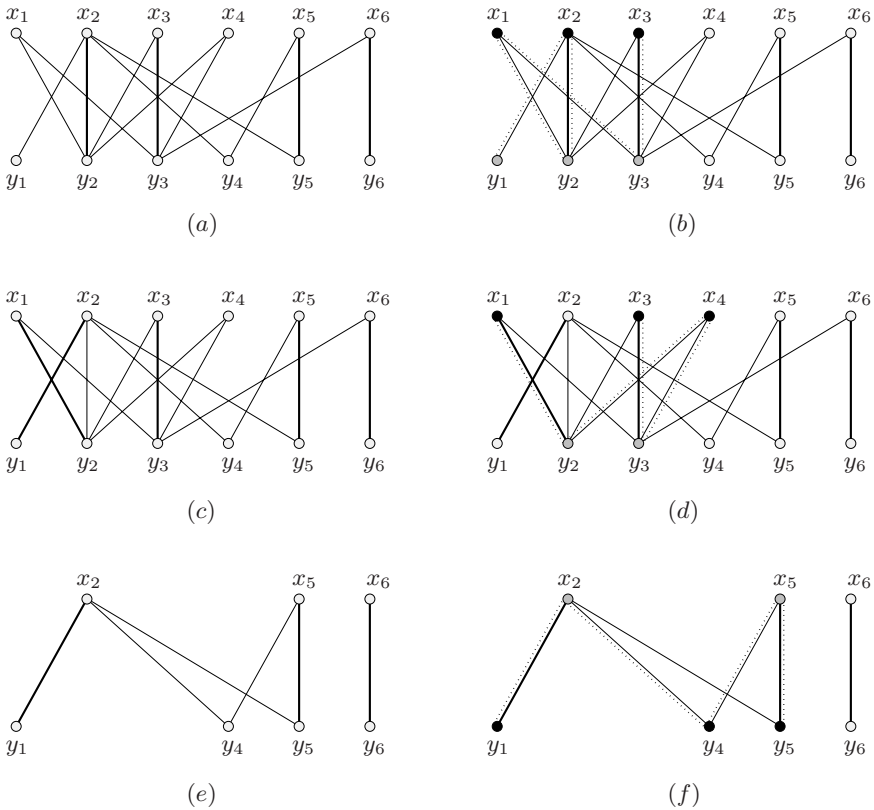 x₁ x₂ x₃ x₄ x₅ x₆
y₁ y₂ y₃ y₄ y₅ y₆
(a)
x₁ x₂ x₃ x₄ x₅ x₆
y₁ y₂ y₃ y₄ y₅ y₆
(b)
x₁ x₂ x₃ x₄ x₅ x₆
y₁ y₂ y₃ y₄ y₅ y₆
(c)
x₁ x₂ x₃ x₄ x₅ x₆
y₁ y₂ y₃ y₄ y₅ y₆
(d)
x₂ x₅ x₆
y₁ y₄ y₅ y₆
(e)
x₂ x₅ x₆
y₁ y₄ y₅ y₆
(f)